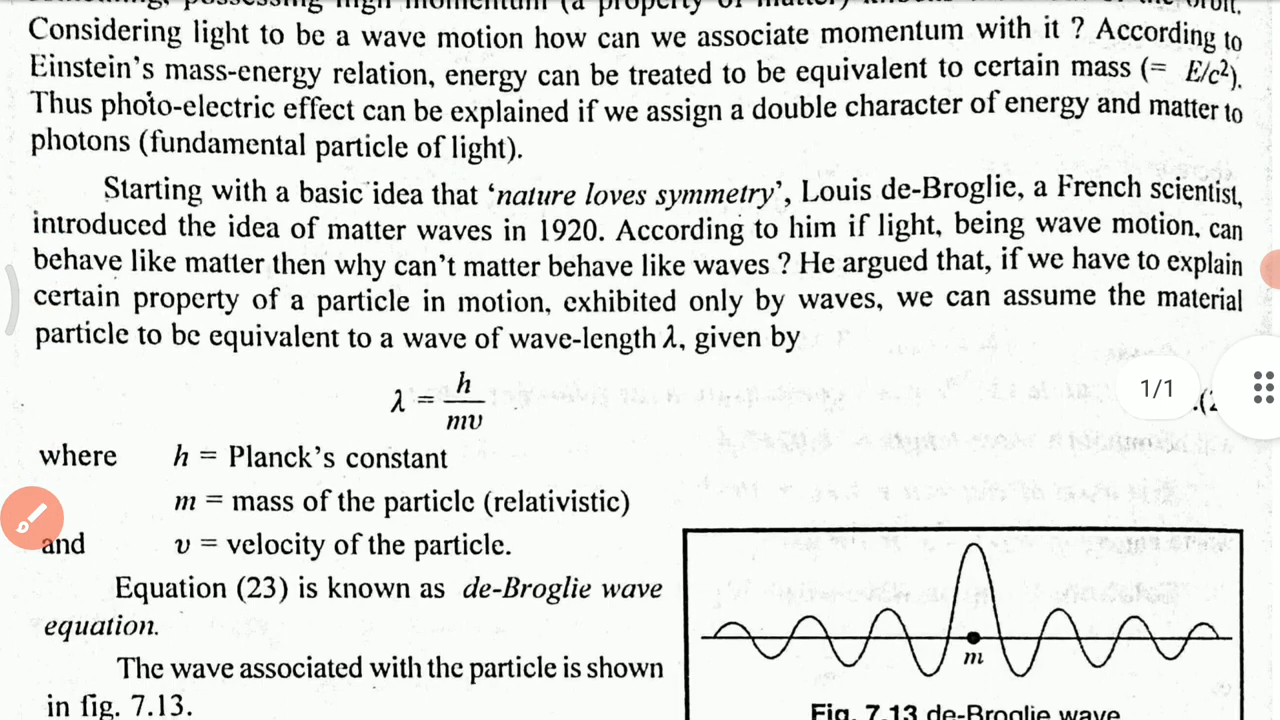 possessing high momentum (a property of matter)
Considering light to be a wave motion how can we associate momentum with it ? According to
Einstein's mass-energy relation, energy can be treated to be equivalent to certain mass (= E/c²).
Thus photo-electric effect can be explained if we assign a double character of energy and matter to
photons (fundamental particle of light).
Starting with a basic idea that ‘nature loves symmetry’, Louis de-Broglie, a French scientist,
introduced the idea of matter waves in 1920. According to him if light, being wave motion, can
behave like matter then why can't matter behave like waves ? He argued that, if we have to explain
certain property of a particle in motion, exhibited only by waves, we can assume the material
particle to be equivalent to a wave of wave-length λ, given by
λ = h/mv
1/1
where h = Planck's constant
m = mass of the particle (relativistic)
and v = velocity of the particle.
Equation (23) is known as de-Broglie wave
equation.
The wave associated with the particle is shown
in fig. 7.13.
m
Fig. 7.13 de-Broglie wave